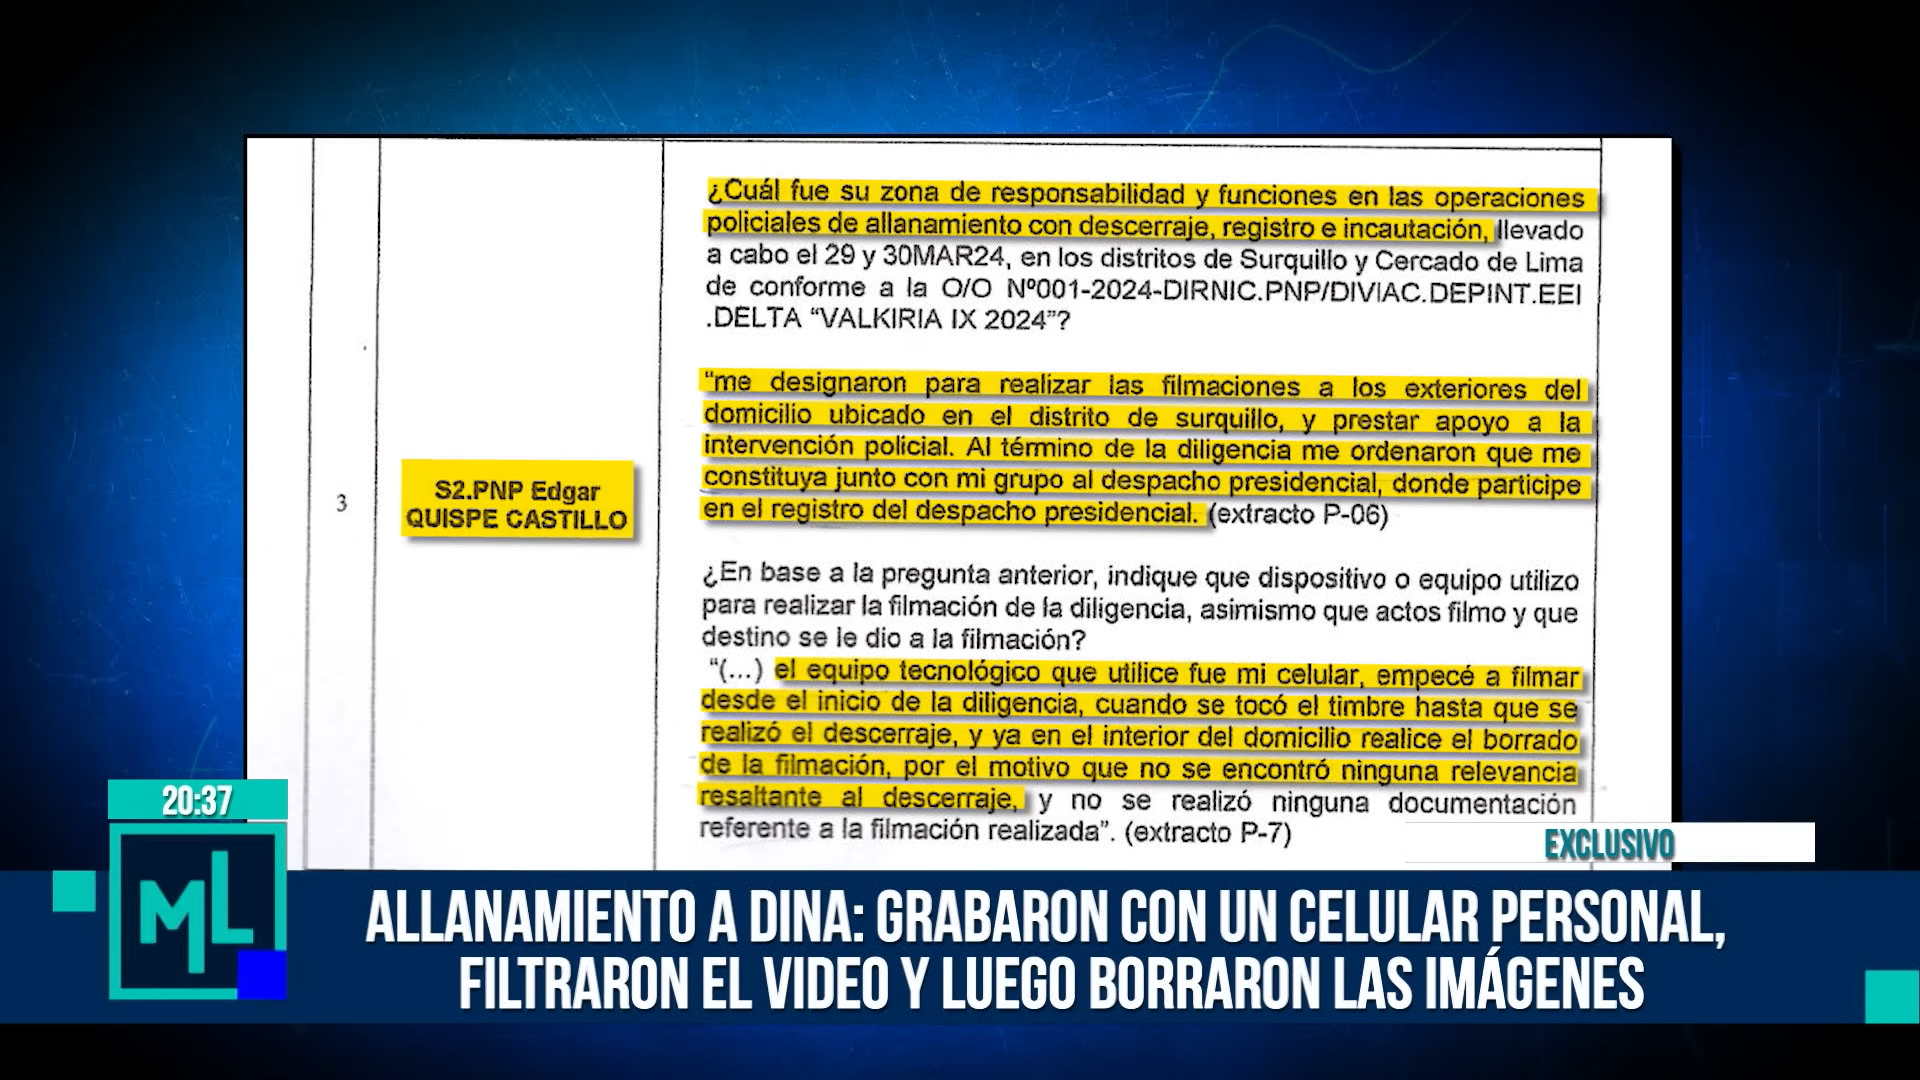 ¿Cuál fue su zona de responsabilidad y funciones en las operaciones
policiales de allanamiento con descerraje, registro e incautación, llevado
a cabo el 29 y 30MAR24, en los distritos de Surquillo y Cercado de Lima
de conforme a la O/O Nº001-2024-DIRNIC.PNP/DIVIAC.DEPINT.EEI
.DELTA “VALKIRIA IX 2024”?
“me designaron para realizar las filmaciones a los exteriores del
domicilio ubicado en el distrito de surquillo, y prestar apoyo a la
intervención policial. Al término de la diligencia me ordenaron que me
constituya junto con mi grupo al despacho presidencial, donde participe
en el registro del despacho presidencial. (extracto P-06)
3
S2.PNP Edgar
QUISPE CASTILLO
¿En base a la pregunta anterior, indique que dispositivo o equipo utilizo
para realizar la filmación de la diligencia, asimismo que actos filmo y que
destino se le dio a la filmación?
“(...) el equipo tecnológico que utilice fue mi celular, empecé a filmar
desde el inicio de la diligencia, cuando se tocó el timbre hasta que se
realizó el descerraje, y ya en el interior del domicilio realice el borrado
de la filmación, por el motivo que no se encontró ninguna relevancia
resaltante al descerraje, y no se realizó ninguna documentación
referente a la filmación realizada”. (extracto P-7)
20:37
ML
EXCLUSIVO
ALLANAMIENTO A DINA: GRABARON CON UN CELULAR PERSONAL,
FILTRARON EL VIDEO Y LUEGO BORRARON LAS IMÁGENES